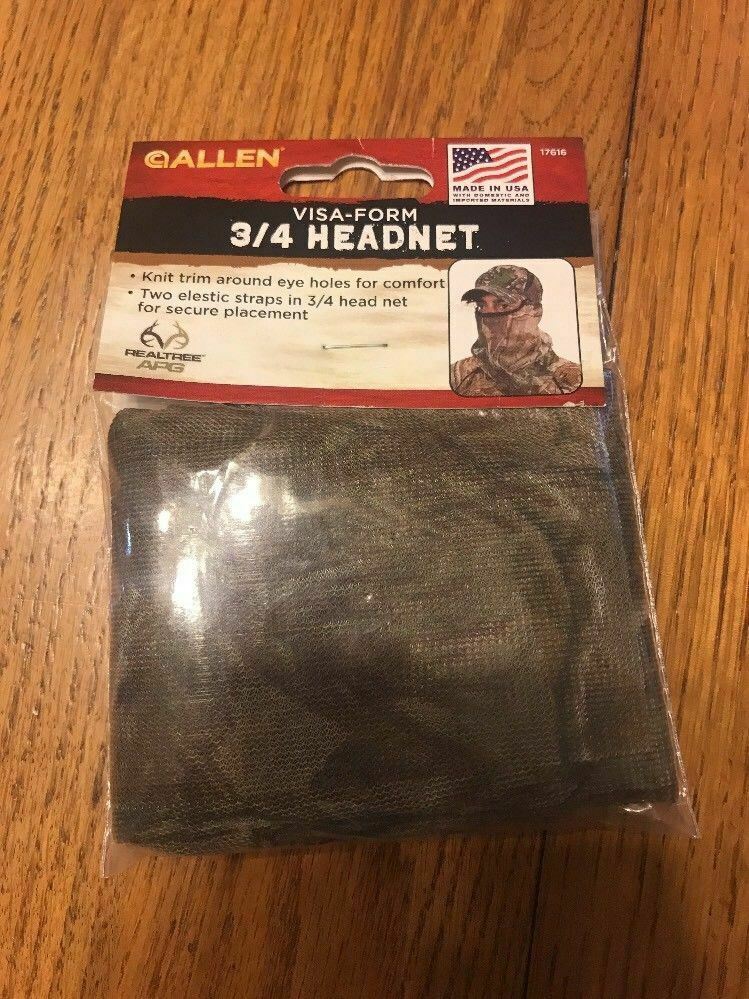 ALLEN
MADE IN USA
WITH DOMESTIC AND
IMPORTED MATERIALS
17616
VISA-FORM
3/4 HEADNET
• Knit trim around eye holes for comfort
• Two elestic straps in 3/4 head net
for secure placement
REALTREE
APG